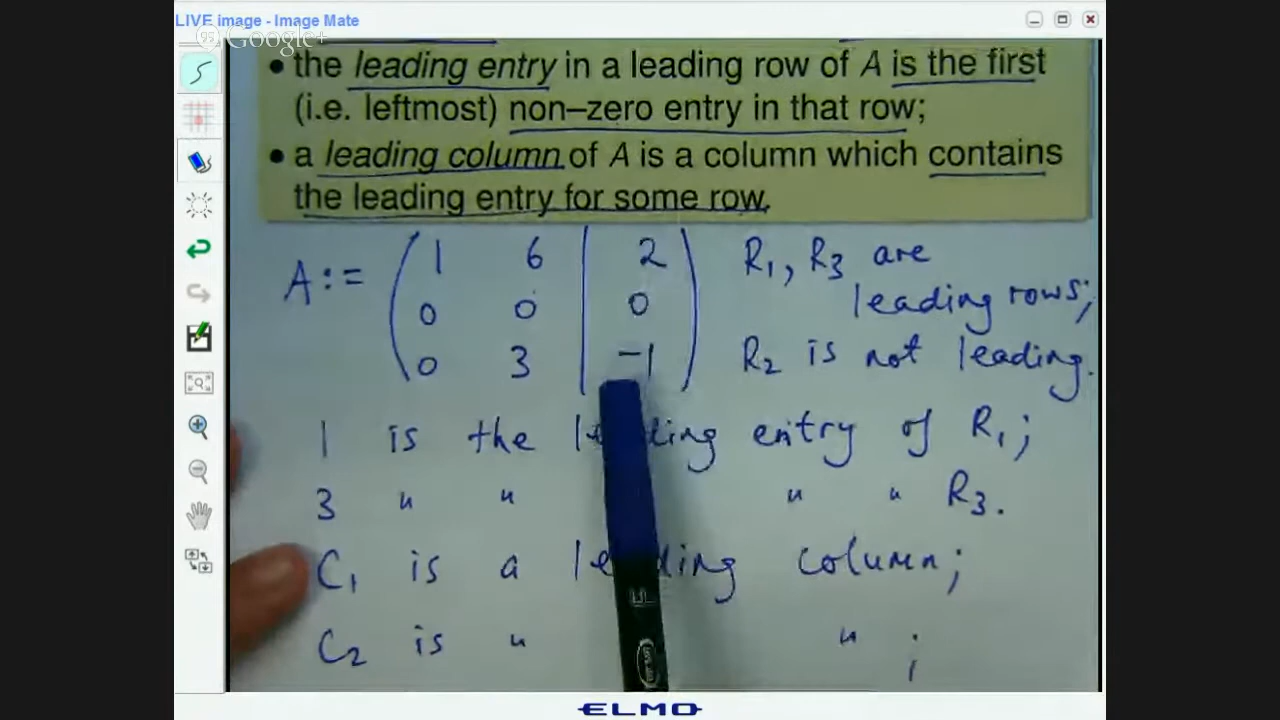 LIVE image - Image Mate
Google+
• the leading entry in a leading row of A is the first
(i.e. leftmost) non–zero entry in that row;
• a leading column of A is a column which contains
the leading entry for some row.
A := ( 1 6 | 2 ) R₁, R₃ are
0 0 | 0 leading rows;
0 3 | -1 R₂ is not leading.
1 is the leading entry of R₁;
3 " " " " R₃.
C₁ is a leading column;
C₂ is " " ;
ELMO